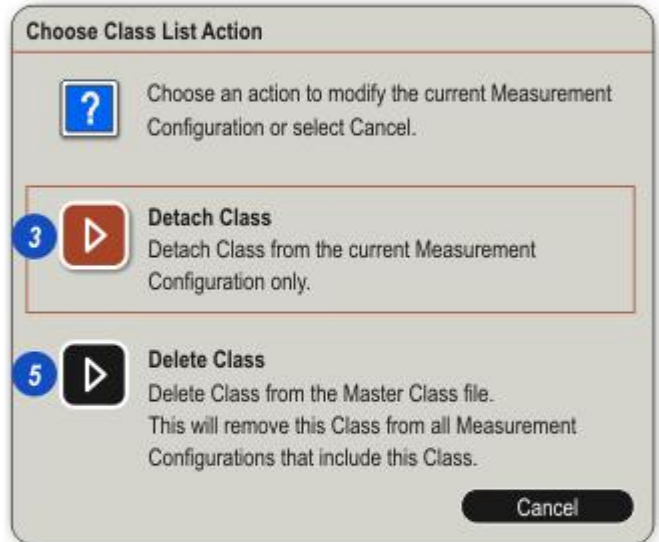 Choose Class List Action
?
Choose an action to modify the current Measurement
Configuration or select Cancel.
3
Detach Class
Detach Class from the current Measurement
Configuration only.
5
Delete Class
Delete Class from the Master Class file.
This will remove this Class from all Measurement
Configurations that include this Class.
Cancel